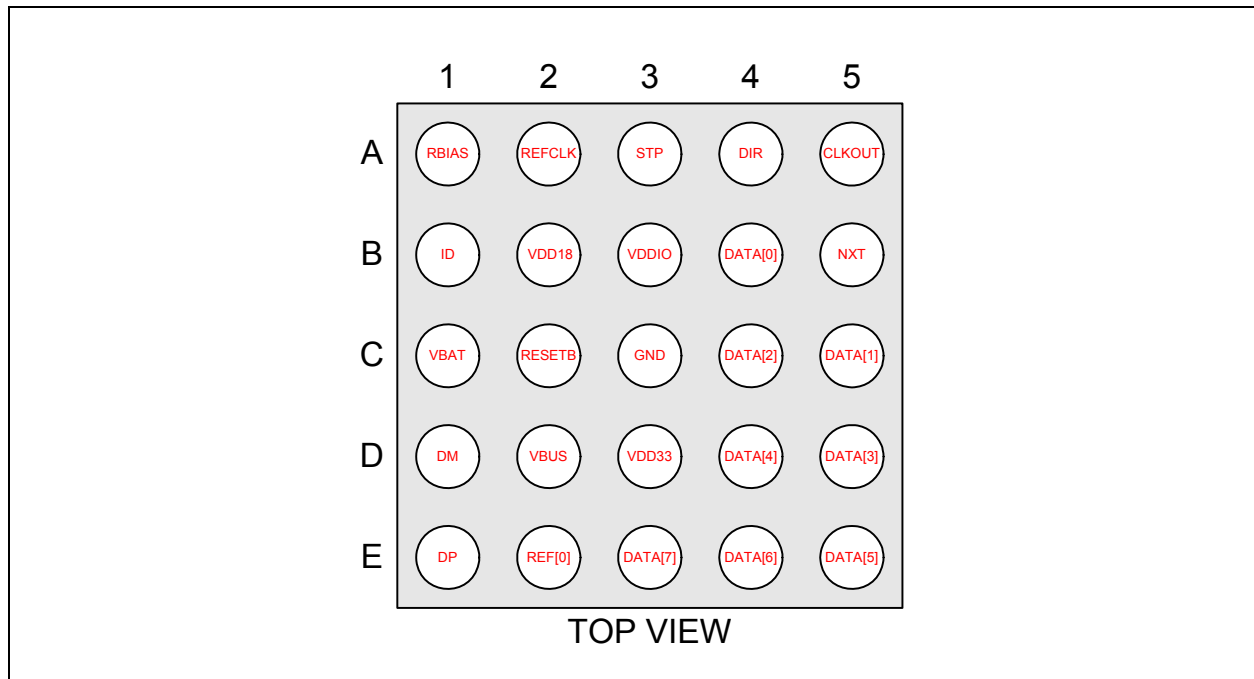 1 2 3 4 5
A RBIAS REFCLK STP DIR CLKOUT
B ID VDD18 VDDIO DATA[0] NXT
C VBAT RESETB GND DATA[2] DATA[1]
D DM VBUS VDD33 DATA[4] DATA[3]
E DP REF[0] DATA[7] DATA[6] DATA[5]
TOP VIEW